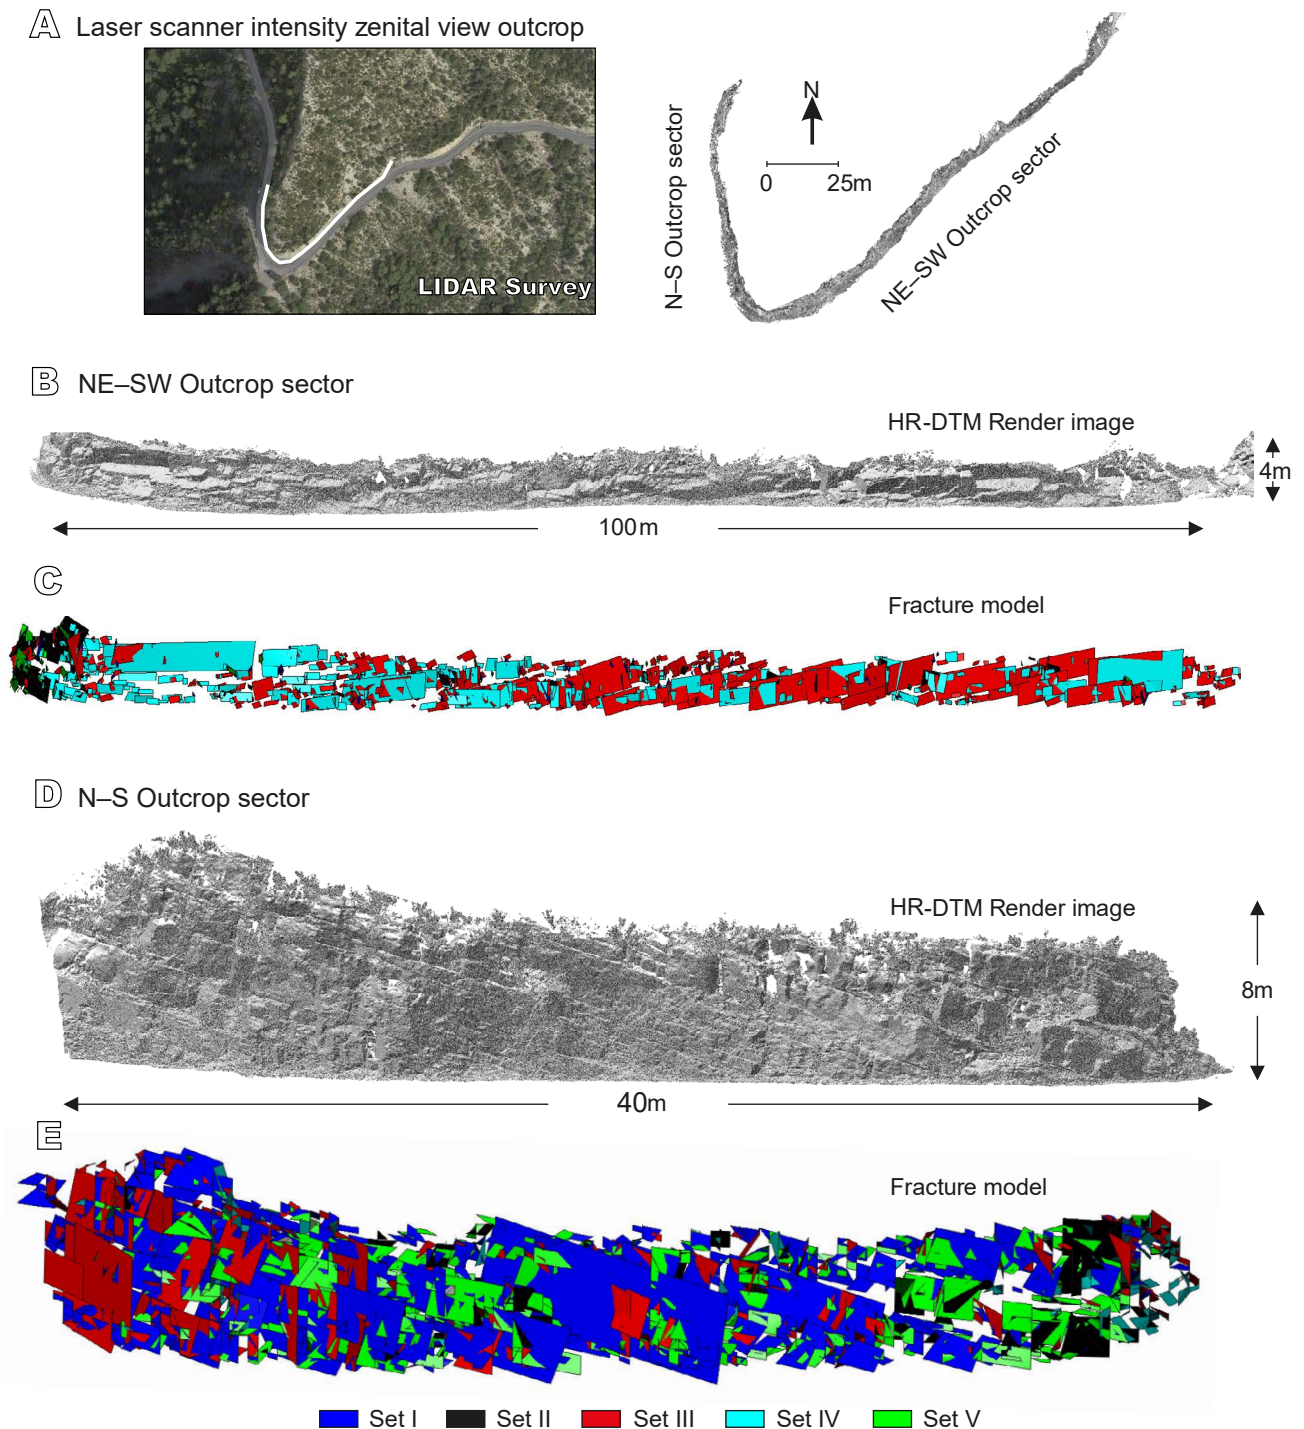 A Laser scanner intensity zenital view outcrop
LIDAR Survey
N
0 25m
N–S Outcrop sector
NE–SW Outcrop sector
B NE–SW Outcrop sector
HR-DTM Render image
4m
100m
C
Fracture model
D N–S Outcrop sector
HR-DTM Render image
8m
40m
E
Fracture model
Set I Set II Set III Set IV Set V